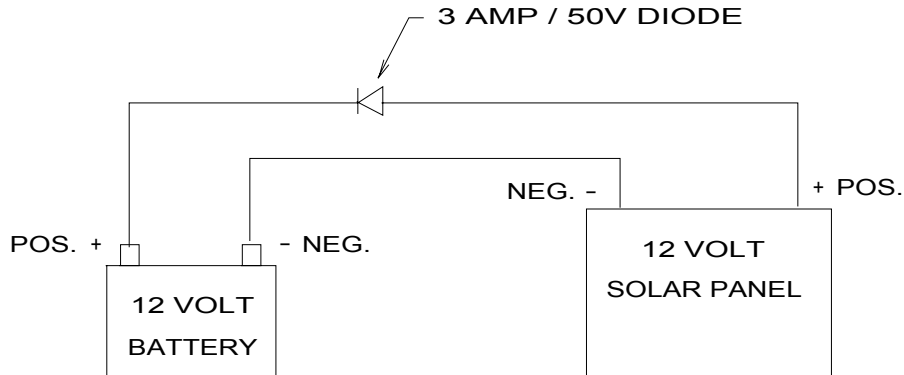 3 AMP / 50V DIODE
NEG. -
+ POS.
POS. +
- NEG.
12 VOLT
SOLAR PANEL
12 VOLT
BATTERY